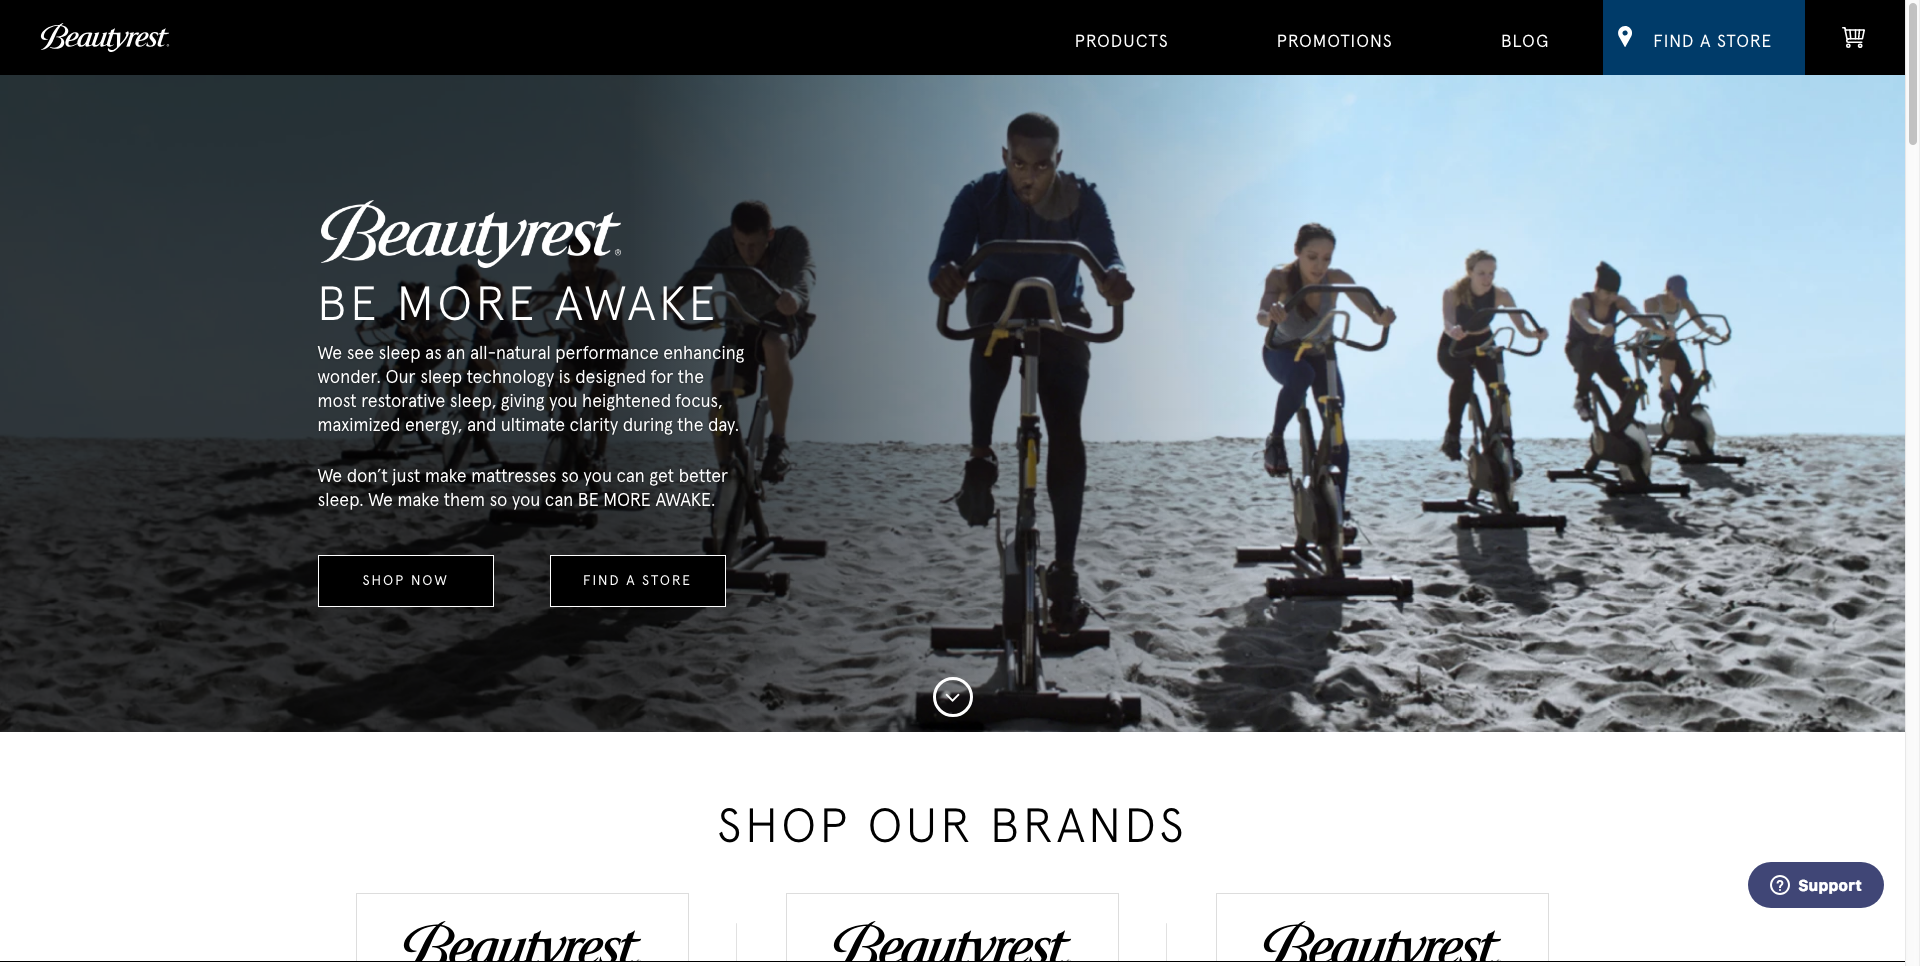 Beautyrest®
PRODUCTS
PROMOTIONS
BLOG
FIND A STORE
Beautyrest®
BE MORE AWAKE
We see sleep as an all-natural performance enhancing
wonder. Our sleep technology is designed for the
most restorative sleep, giving you heightened focus,
maximized energy, and ultimate clarity during the day.
We don’t just make mattresses so you can get better
sleep. We make them so you can BE MORE AWAKE.
SHOP NOW
FIND A STORE
SHOP OUR BRANDS
Beautyrest
Beautyrest
Beautyrest
Support